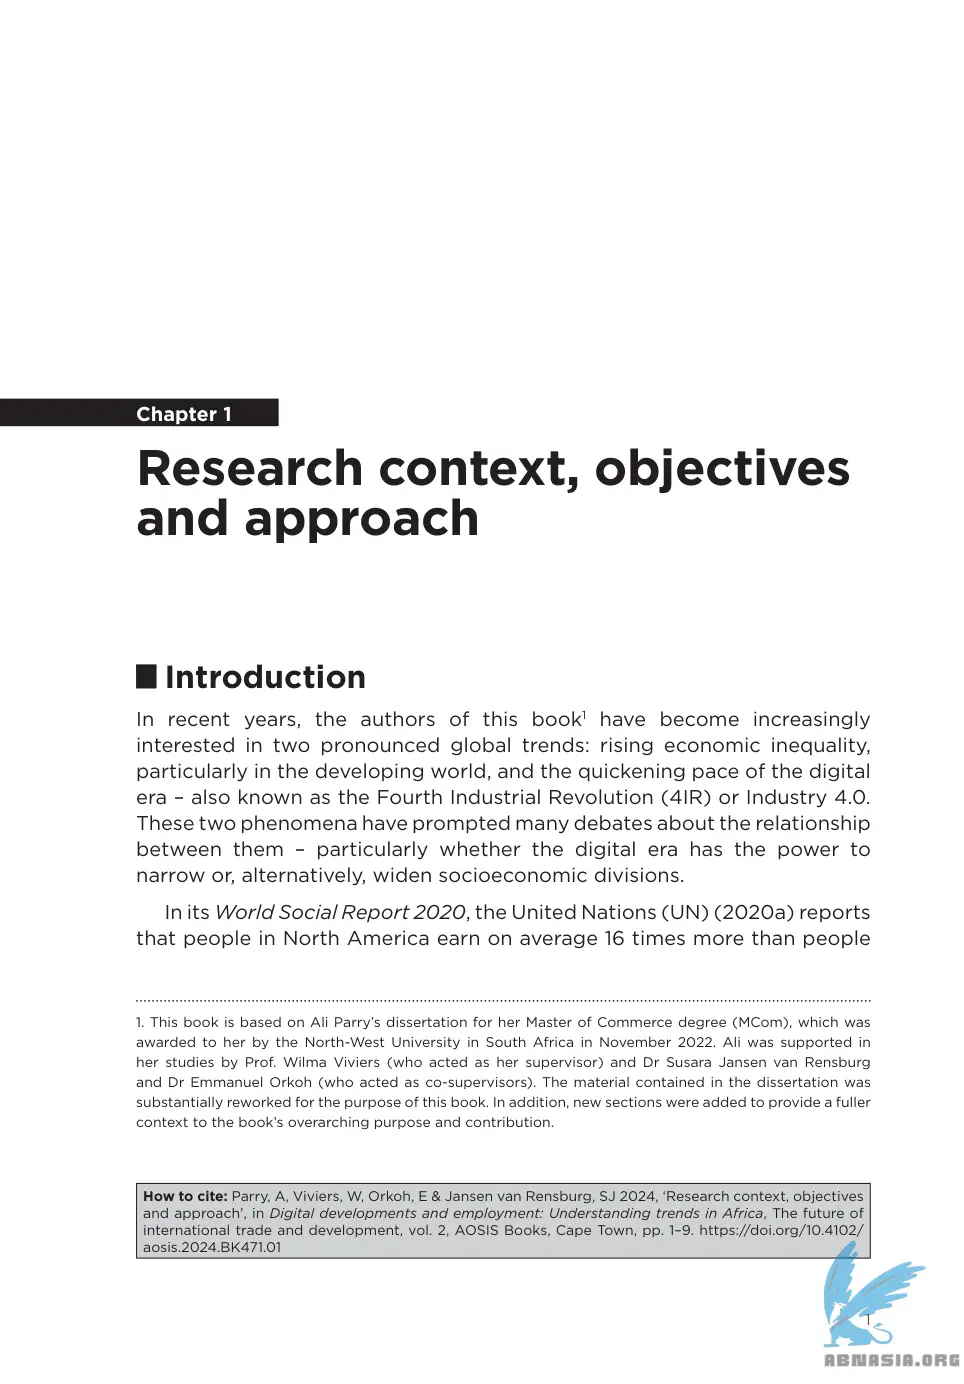 Chapter 1
Research context, objectives
and approach
Introduction
In recent years, the authors of this book1 have become increasingly
interested in two pronounced global trends: rising economic inequality,
particularly in the developing world, and the quickening pace of the digital
era – also known as the Fourth Industrial Revolution (4IR) or Industry 4.0.
These two phenomena have prompted many debates about the relationship
between them – particularly whether the digital era has the power to
narrow or, alternatively, widen socioeconomic divisions.
In its World Social Report 2020, the United Nations (UN) (2020a) reports
that people in North America earn on average 16 times more than people
1. This book is based on Ali Parry’s dissertation for her Master of Commerce degree (MCom), which was
awarded to her by the North-West University in South Africa in November 2022. Ali was supported in
her studies by Prof. Wilma Viviers (who acted as her supervisor) and Dr Susara Jansen van Rensburg
and Dr Emmanuel Orkoh (who acted as co-supervisors). The material contained in the dissertation was
substantially reworked for the purpose of this book. In addition, new sections were added to provide a fuller
context to the book’s overarching purpose and contribution.
How to cite: Parry, A, Viviers, W, Orkoh, E & Jansen van Rensburg, SJ 2024, ‘Research context, objectives
and approach’, in Digital developments and employment: Understanding trends in Africa, The future of
international trade and development, vol. 2, AOSIS Books, Cape Town, pp. 1–9. https://doi.org/10.4102/
aosis.2024.BK471.01
1
ABNASIA.ORG